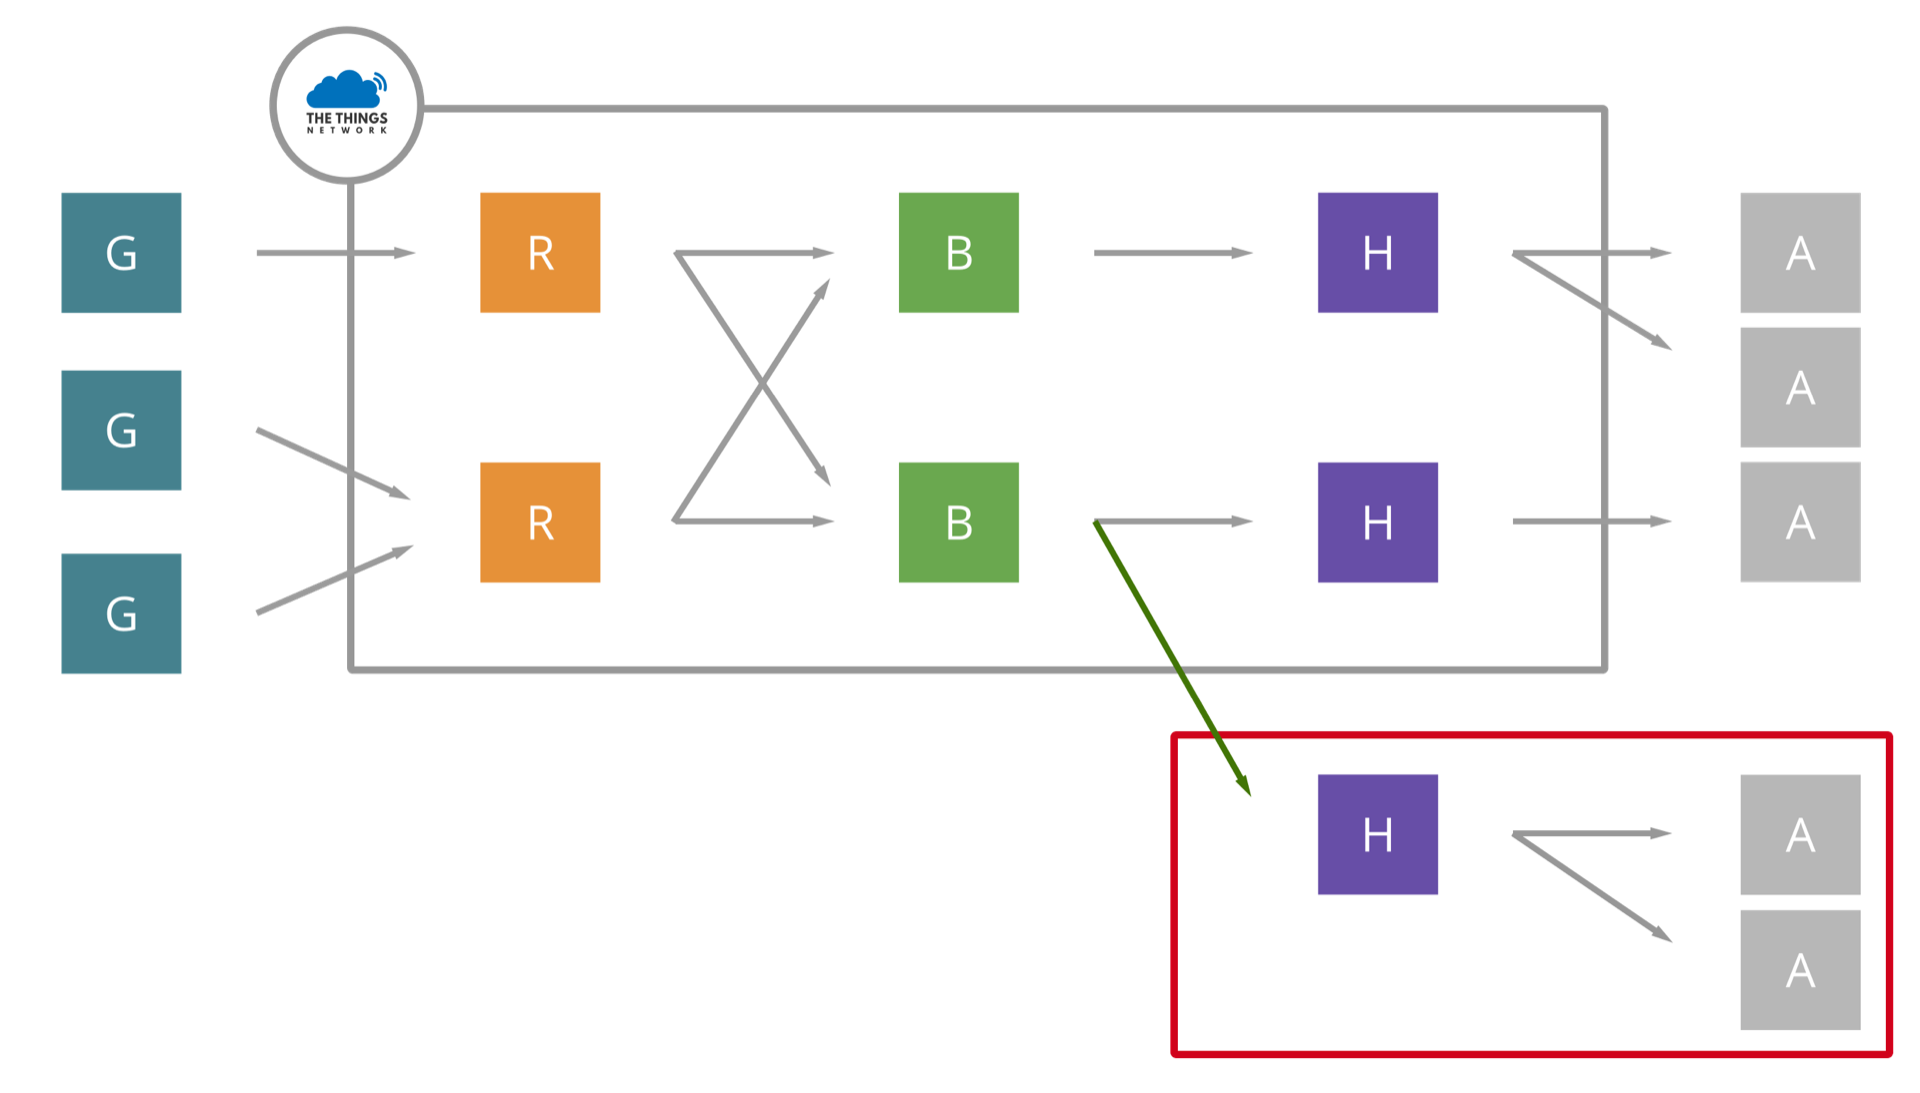 THE THINGS
NETWORK
G R B H A
G A
R B H A
G
H A
A